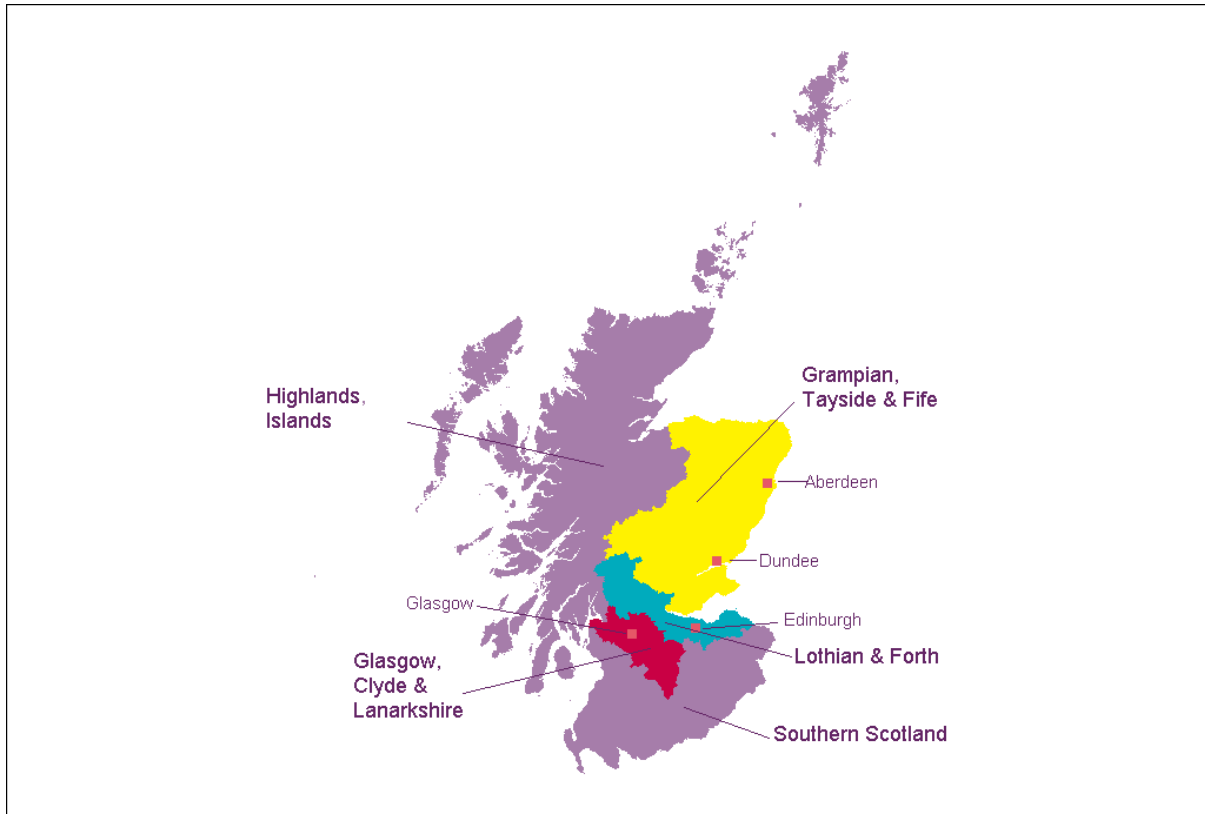 Grampian,
Tayside & Fife
Highlands,
Islands
Aberdeen
Dundee
Glasgow
Edinburgh
Lothian & Forth
Glasgow,
Clyde &
Lanarkshire
Southern Scotland